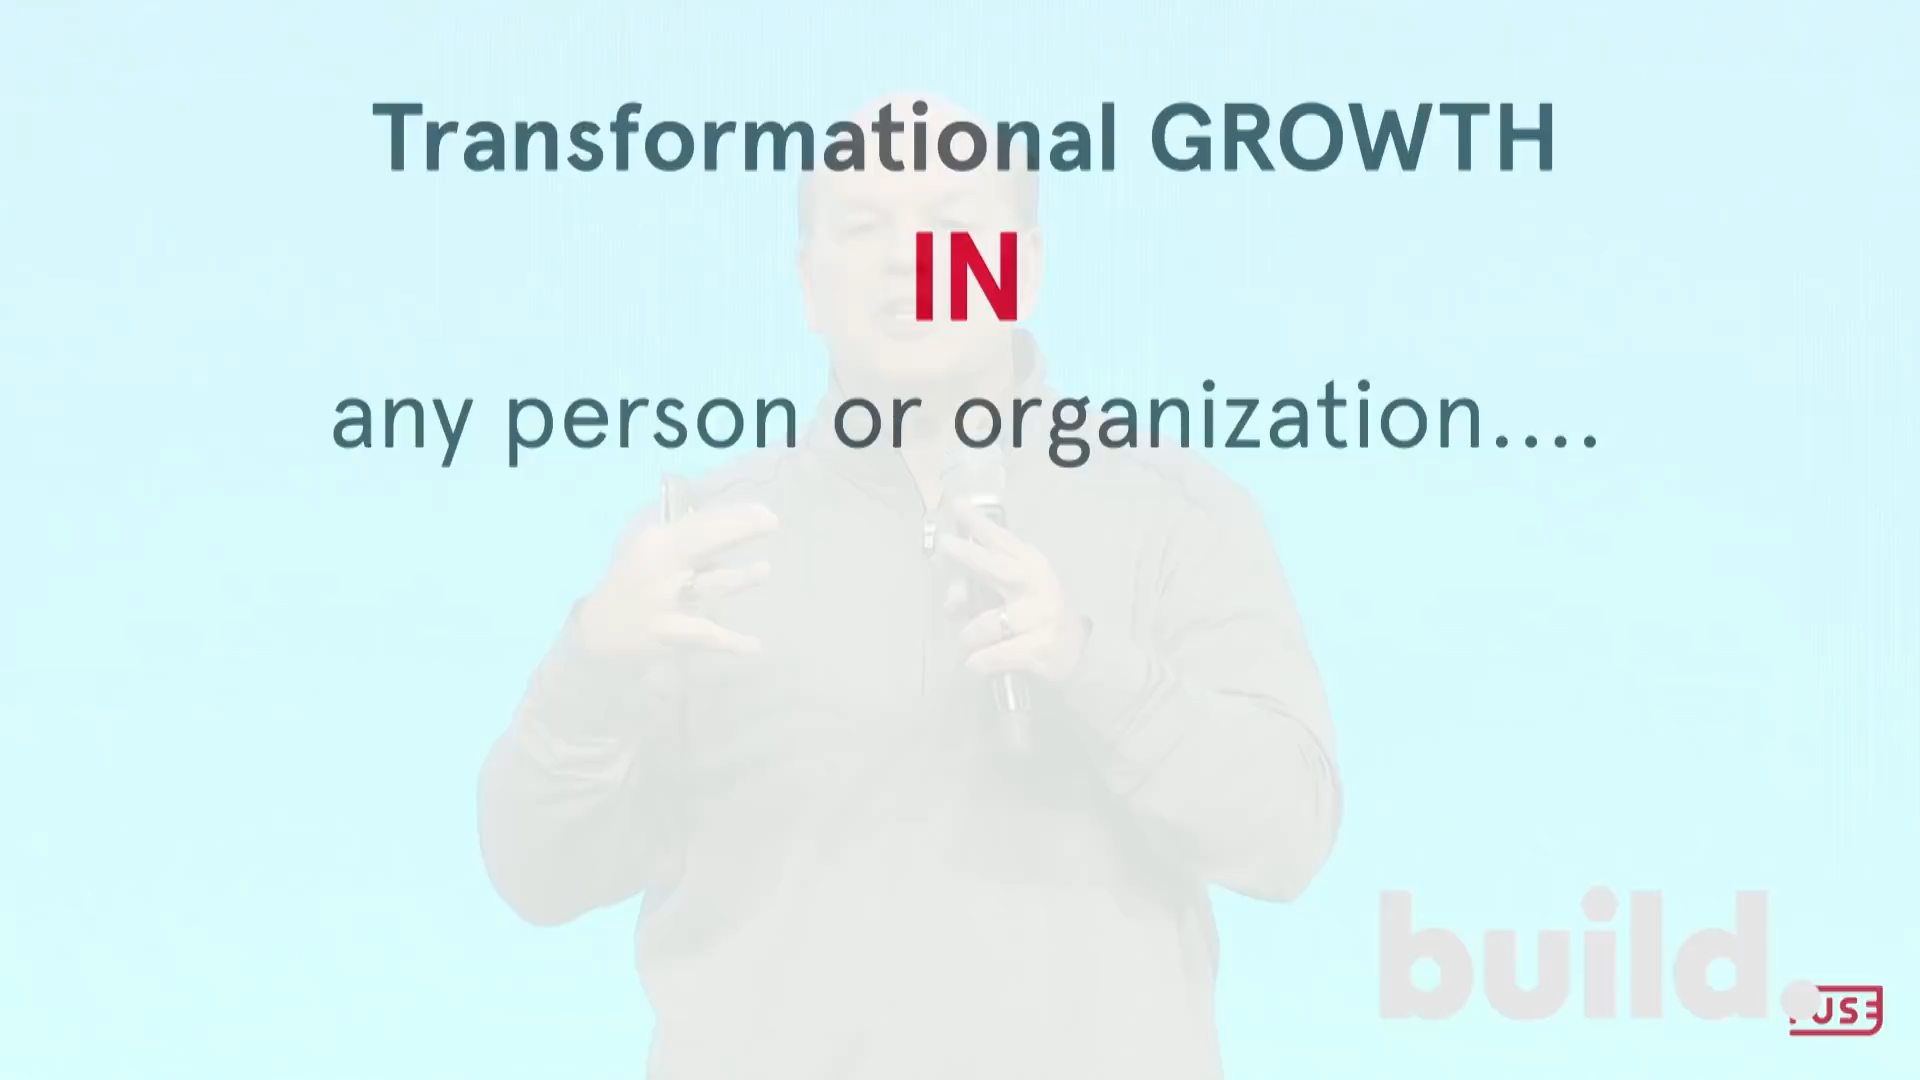 Transformational GROWTH
IN
any person or organization....
build.